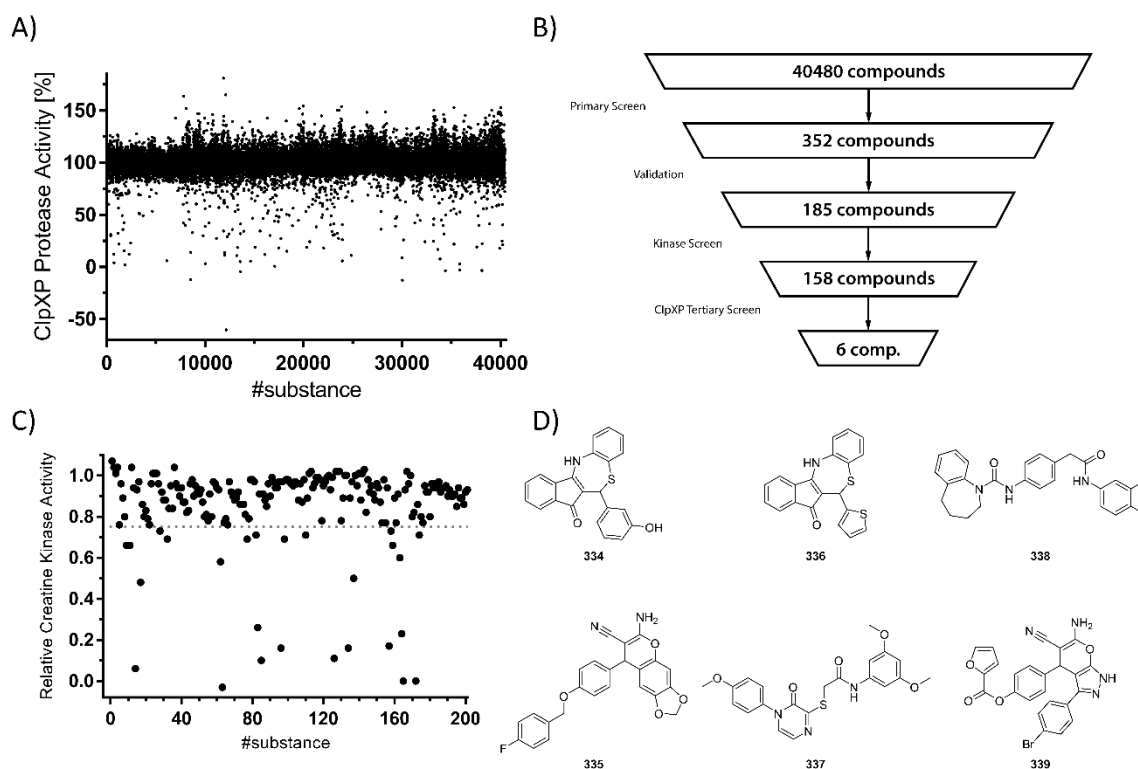 A)
ClpXP Protease Activity [%]
150
100
50
0
-50
0
10000
20000
30000
40000
#substance
B)
40480 compounds
Primary Screen
352 compounds
Validation
185 compounds
Kinase Screen
158 compounds
ClpXP Tertiary Screen
6 comp.
C)
Relative Creatine Kinase Activity
1.0
0.8
0.6
0.4
0.2
0.0
0
40
80
120
160
200
#substance
D)
HN
S
O
OH
334
HN
S
O
S
336
N
O
N
H
O
HN
338
NH2
N
O
O
O
O
F
335
O
O
N
O
N
S
O
N
H
O
O
337
NH2
N
O
O
O
O
NH
N
Br
339